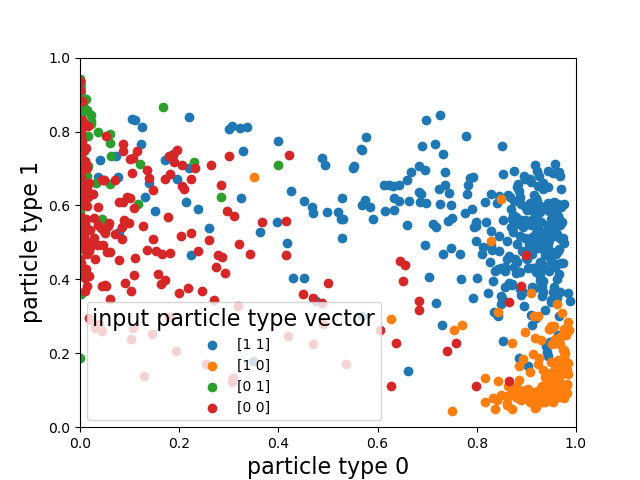 1.0
0.8
0.6
0.4
0.2
0.0
particle type 1
input particle type vector
[1 1]
[1 0]
[0 1]
[0 0]
0.0 0.2 0.4 0.6 0.8 1.0
particle type 0